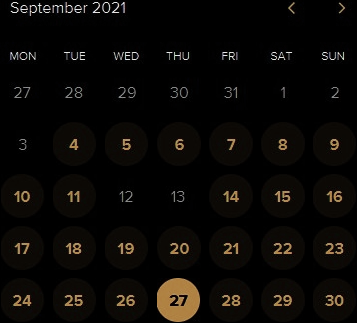 September 2021
MON TUE WED THU FRI SAT SUN
27 28 29 30 31 1 2
3 4 5 6 7 8 9
10 11 12 13 14 15 16
17 18 19 20 21 22 23
24 25 26 27 28 29 30